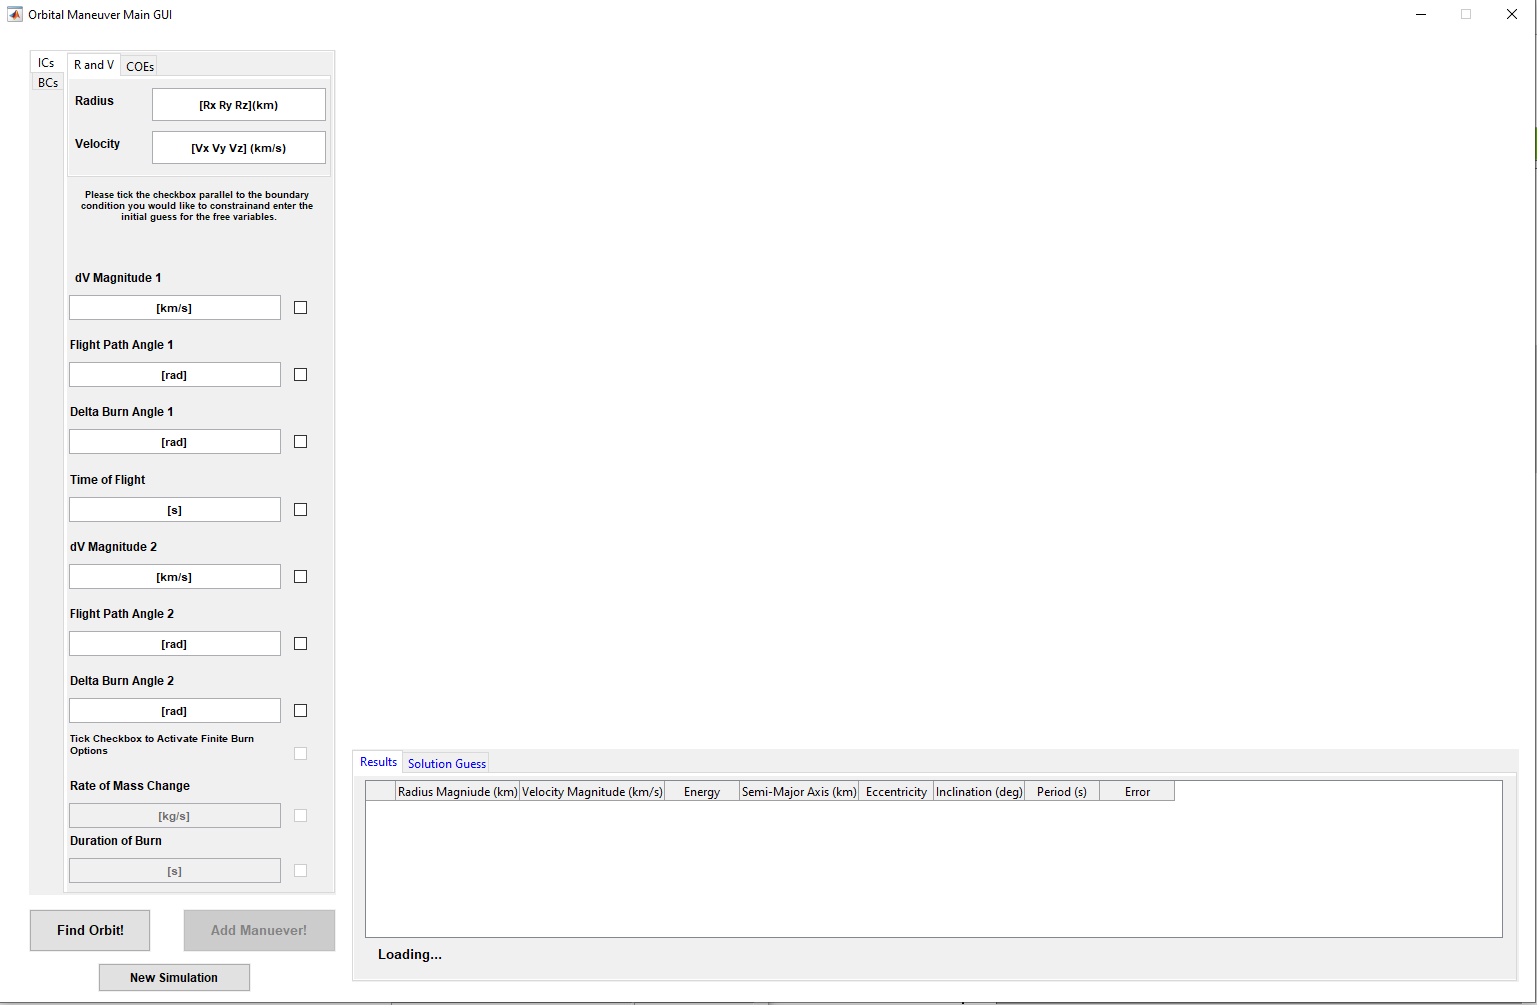 Orbital Maneuver Main GUI
ICs
BCs
R and V
COEs
Radius
[Rx Ry Rz](km)
Velocity
[Vx Vy Vz] (km/s)
Please tick the checkbox parallel to the boundary
condition you would like to constrainand enter the
initial guess for the free variables.
dV Magnitude 1
[km/s]
Flight Path Angle 1
[rad]
Delta Burn Angle 1
[rad]
Time of Flight
[s]
dV Magnitude 2
[km/s]
Flight Path Angle 2
[rad]
Delta Burn Angle 2
[rad]
Tick Checkbox to Activate Finite Burn
Options
Rate of Mass Change
[kg/s]
Duration of Burn
[s]
Find Orbit!
Add Manuever!
New Simulation
Results
Solution Guess
Radius Magniude (km)
Velocity Magnitude (km/s)
Energy
Semi-Major Axis (km)
Eccentricity
Inclination (deg)
Period (s)
Error
Loading...